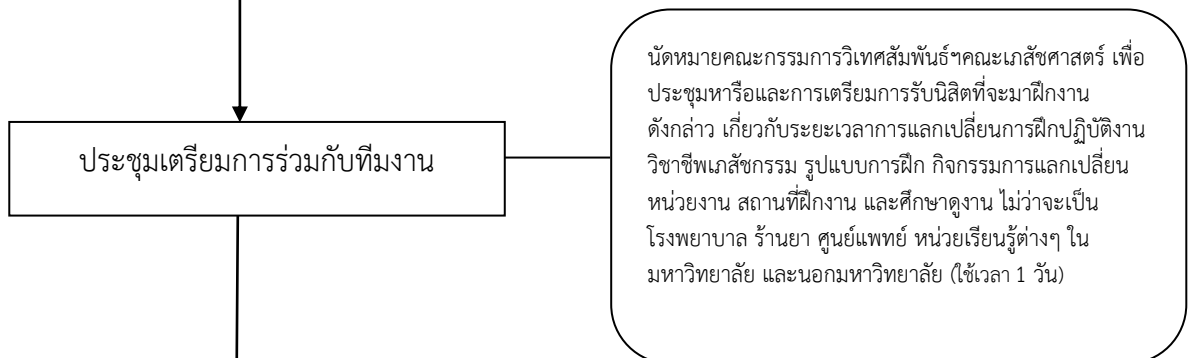 นัดหมายคณะกรรมการวิเทศสัมพันธ์ฯคณะเภสัชศาสตร์ เพื่อ
ประชุมหารือและการเตรียมการรับนิสิตที่จะมาฝึกงาน
ดังกล่าว เกี่ยวกับระยะเวลาการแลกเปลี่ยนการฝึกปฏิบัติงาน
วิชาชีพเภสัชกรรม รูปแบบการฝึก กิจกรรมการแลกเปลี่ยน
หน่วยงาน สถานที่ฝึกงาน และศึกษาดูงาน ไม่ว่าจะเป็น
โรงพยาบาล ร้านยา ศูนย์แพทย์ หน่วยเรียนรู้ต่างๆ ใน
มหาวิทยาลัย และนอกมหาวิทยาลัย (ใช้เวลา 1 วัน)
ประชุมเตรียมการร่วมกับทีมงาน